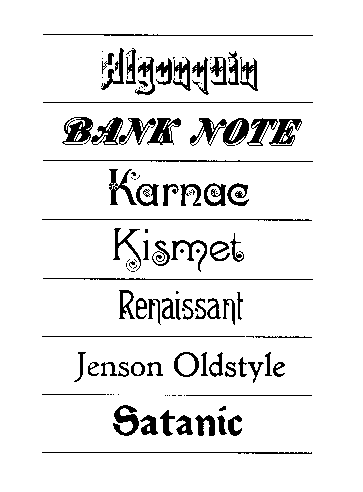 Algonquin
BANK NOTE
Karnac
Kismet
Renaissant
Jenson Oldstyle
Satanic